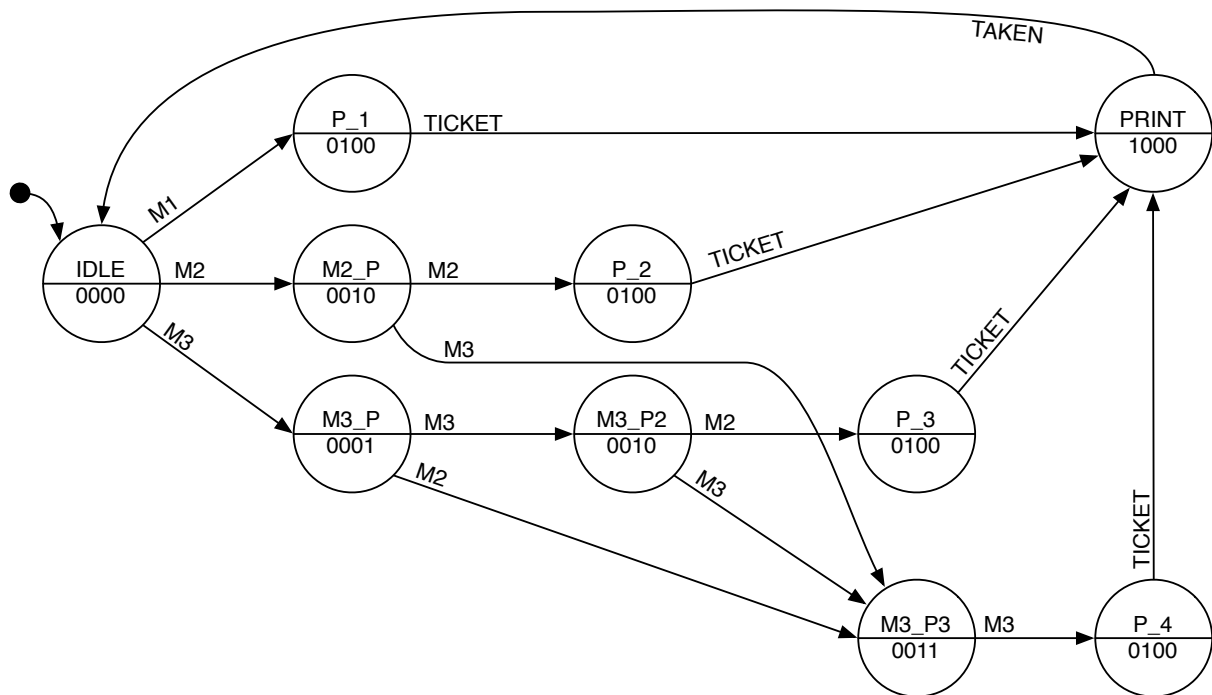 TAKEN
P_1
0100
TICKET
PRINT
1000
M1
IDLE
0000
M2
M2_P
0010
M2
P_2
0100
TICKET
M3
M3
TICKET
M3_P
0001
M3
M3_P2
0010
M2
P_3
0100
M2
M3
TICKET
M3_P3
0011
M3
P_4
0100